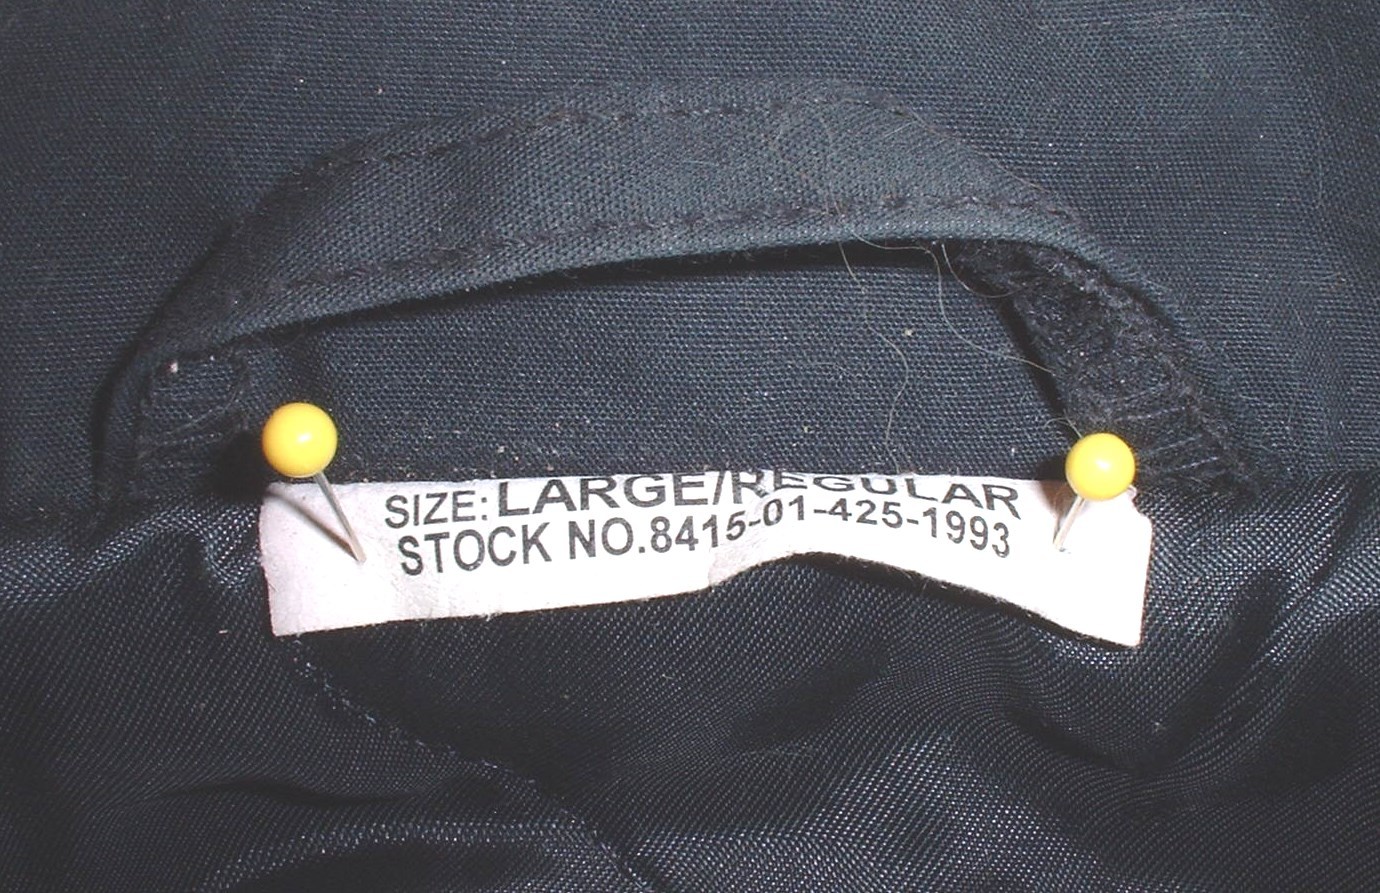 SIZE: LARGE/REGULAR
STOCK NO.8415-01-425-1993